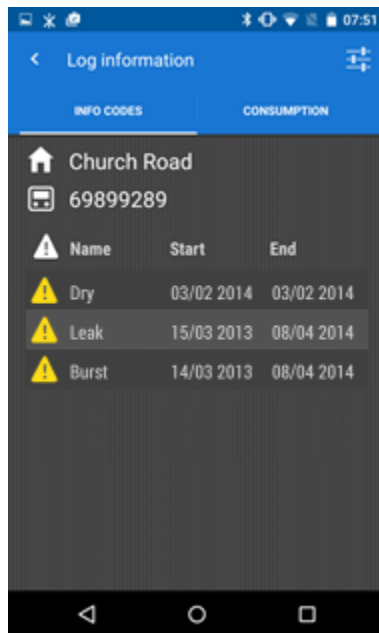 07:51
Log information
INFO CODES CONSUMPTION
Church Road
69899289
Name Start End
Dry 03/02 2014 03/02 2014
Leak 15/03 2013 08/04 2014
Burst 14/03 2013 08/04 2014